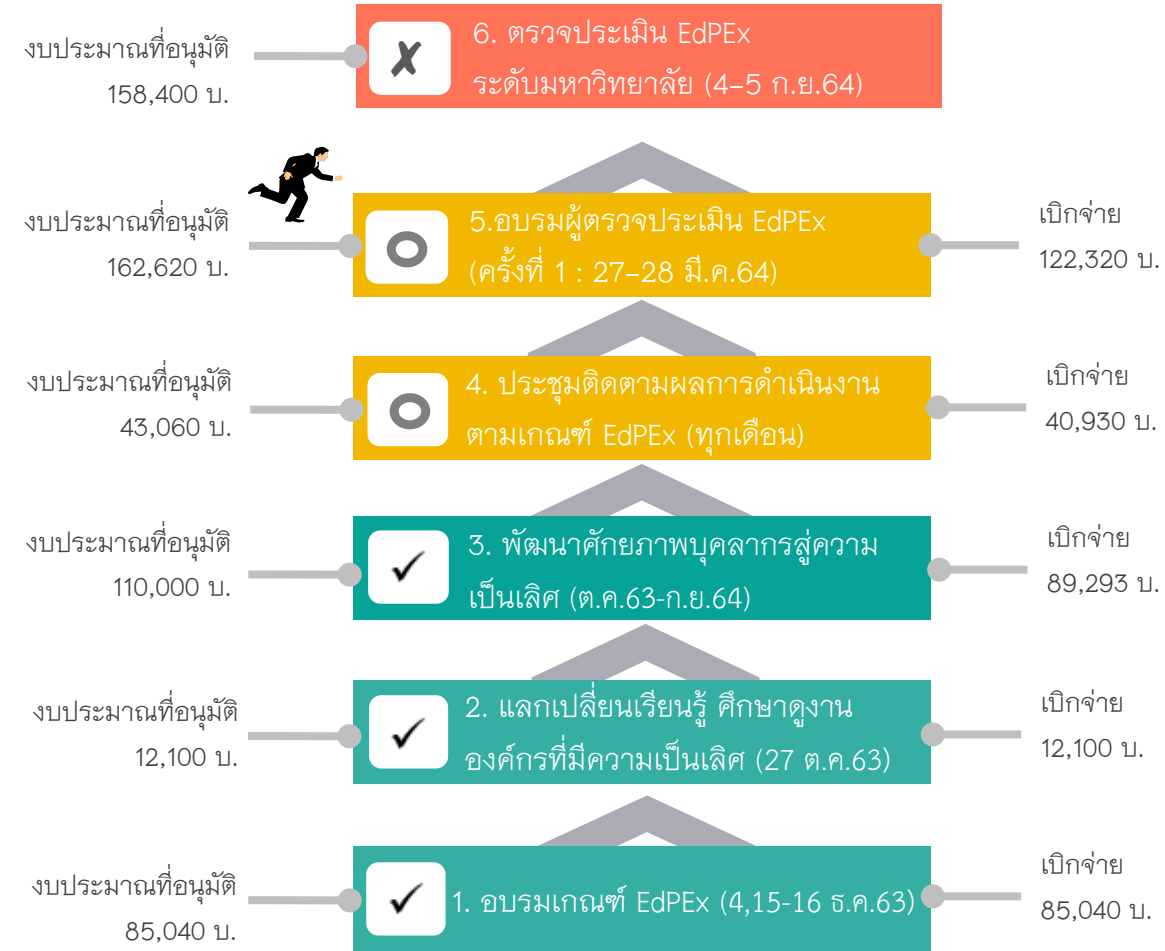 งบประมาณที่อนุมัติ
158,400 บ.
6. ตรวจประเมิน EdPEx
ระดับมหาวิทยาลัย (4–5 ก.ย.64)
งบประมาณที่อนุมัติ
162,620 บ.
5.อบรมผู้ตรวจประเมิน EdPEx
(ครั้งที่ 1 : 27–28 มี.ค.64)
เบิกจ่าย
122,320 บ.
งบประมาณที่อนุมัติ
43,060 บ.
4. ประชุมติดตามผลการดำเนินงาน
ตามเกณฑ์ EdPEx (ทุกเดือน)
เบิกจ่าย
40,930 บ.
งบประมาณที่อนุมัติ
110,000 บ.
3. พัฒนาศักยภาพบุคลากรสู่ความ
เป็นเลิศ (ต.ค.63-ก.ย.64)
เบิกจ่าย
89,293 บ.
งบประมาณที่อนุมัติ
12,100 บ.
2. แลกเปลี่ยนเรียนรู้ ศึกษาดูงาน
องค์กรที่มีความเป็นเลิศ (27 ต.ค.63)
เบิกจ่าย
12,100 บ.
งบประมาณที่อนุมัติ
85,040 บ.
1. อบรมเกณฑ์ EdPEx (4,15-16 ธ.ค.63)
เบิกจ่าย
85,040 บ.